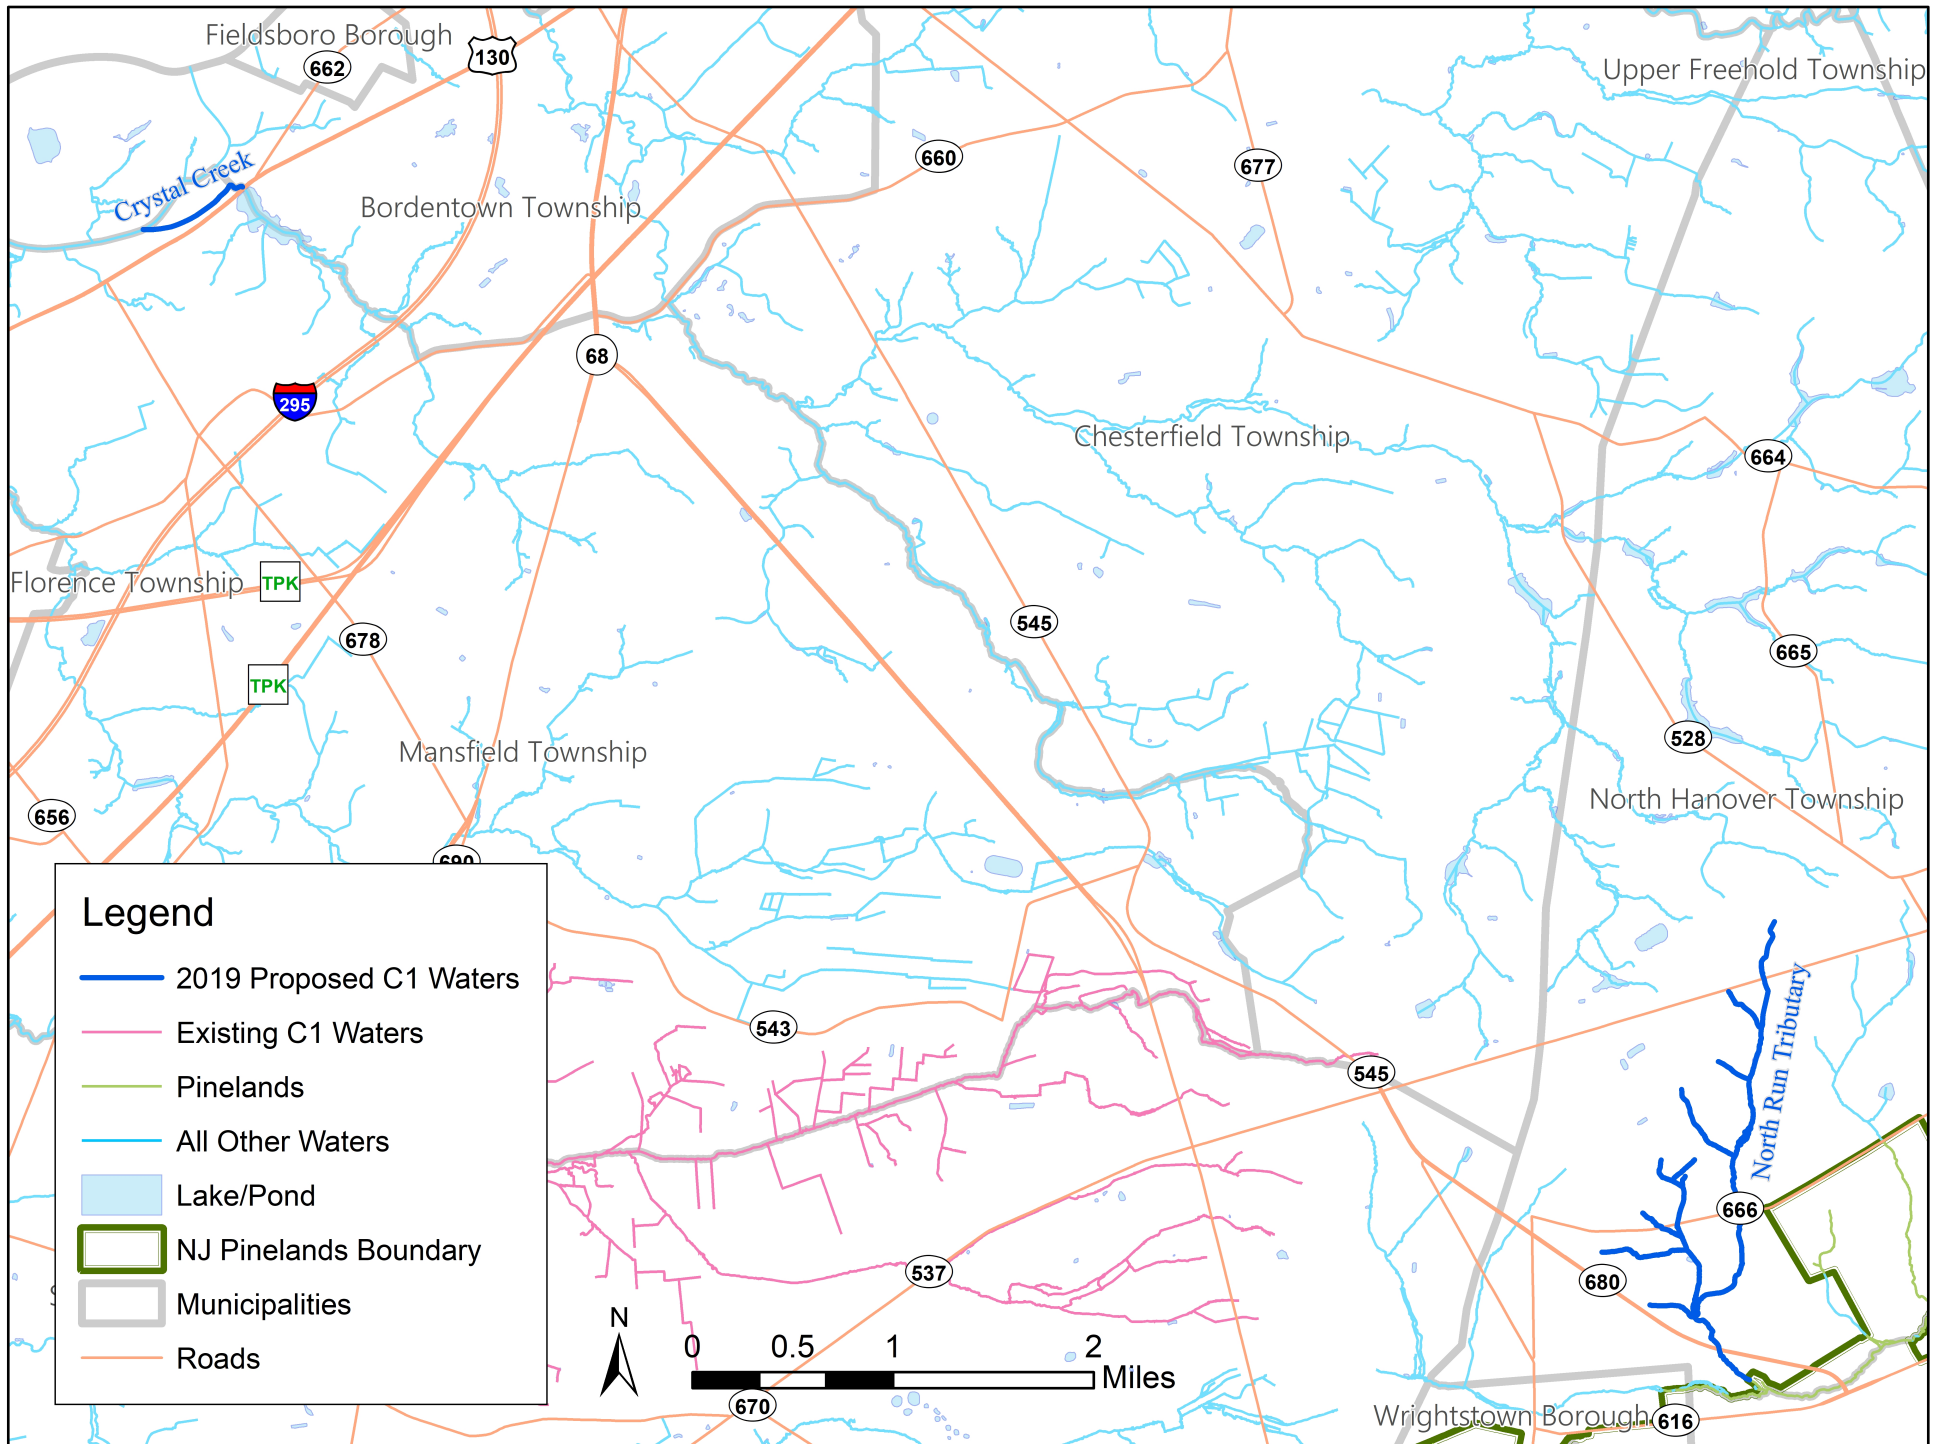 Fieldsboro Borough
662
130
Upper Freehold Township
660
677
Crystal Creek
Bordentown Township
68
295
Chesterfield Township
664
Florence Township
TPK
545
678
665
TPK
528
Mansfield Township
North Hanover Township
656
690
Legend
2019 Proposed C1 Waters
Existing C1 Waters
Pinelands
All Other Waters
Lake/Pond
NJ Pinelands Boundary
Municipalities
Roads
543
545
North Run Tributary
666
537
680
N
0 0.5 1 2
Miles
670
Wrightstown Borough
616